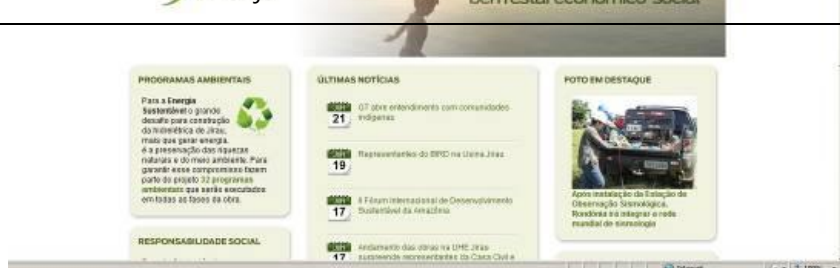 bem estar econômico social
PROGRAMAS AMBIENTAIS
Para a Energia
Sustentável o grande
desafio para construção
da hidrelétrica de Jirau,
mais que gerar energia,
é a preservação das riquezas
naturais e do meio ambiente. Para
garantir esse compromisso fazem
parte do projeto 32 programas
ambientais que serão executados
em todas as fases da obra.
RESPONSABILIDADE SOCIAL
ÚLTIMAS NOTÍCIAS
21
GT abre entendimento com comunidades
indígenas
19
Representantes do BIRD na Usina Jirau
17
II Fórum Internacional de Desenvolvimento
Sustentável da Amazônia
17
Andamento das obras na UHE Jirau
surpreende representantes da Casa Civil e
FOTO EM DESTAQUE
Após instalação da Estação de
Observação Sismológica,
Rondônia irá integrar a rede
mundial de sismologia